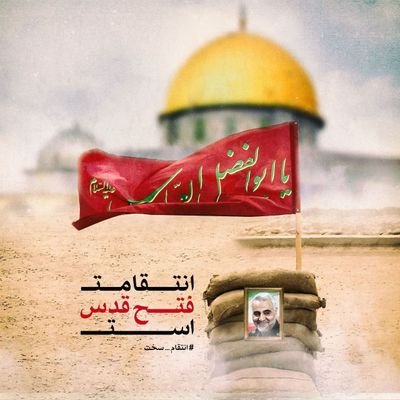 یا ابوالفضل العباس علیه‌السلام
انتقامت
فتح قدس
است
#انتقام_سخت